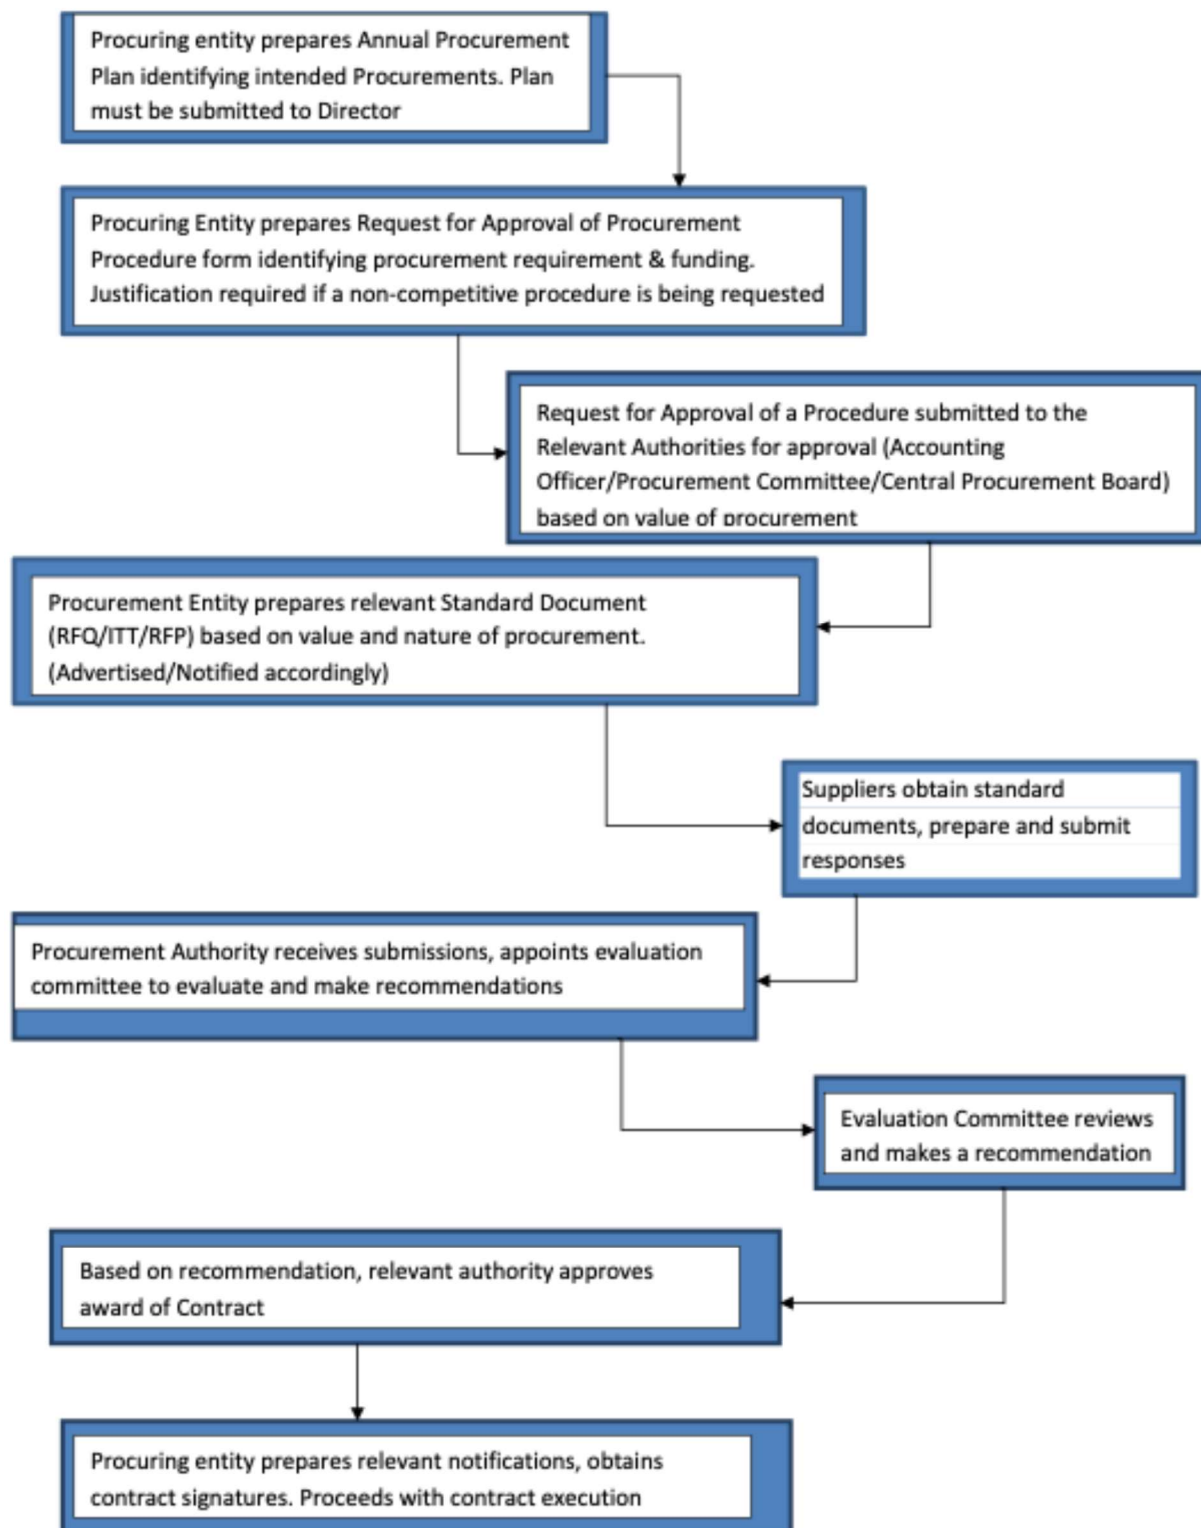 Procuring entity prepares Annual Procurement
Plan identifying intended Procurements. Plan
must be submitted to Director
Procuring Entity prepares Request for Approval of Procurement
Procedure form identifying procurement requirement & funding.
Justification required if a non-competitive procedure is being requested
Request for Approval of a Procedure submitted to the
Relevant Authorities for approval (Accounting
Officer/Procurement Committee/Central Procurement Board)
based on value of procurement
Procurement Entity prepares relevant Standard Document
(RFQ/ITT/RFP) based on value and nature of procurement.
(Advertised/Notified accordingly)
Suppliers obtain standard
documents, prepare and submit
responses
Procurement Authority receives submissions, appoints evaluation
committee to evaluate and make recommendations
Evaluation Committee reviews
and makes a recommendation
Based on recommendation, relevant authority approves
award of Contract
Procuring entity prepares relevant notifications, obtains
contract signatures. Proceeds with contract execution